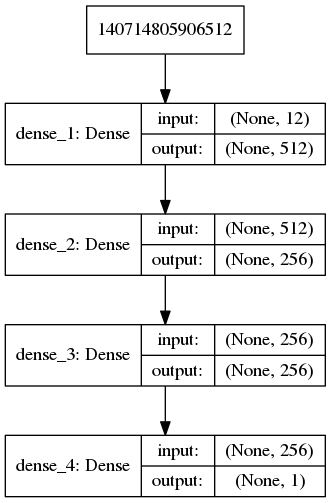 140714805906512
dense_1: Dense
input: (None, 12)
output: (None, 512)
dense_2: Dense
input: (None, 512)
output: (None, 256)
dense_3: Dense
input: (None, 256)
output: (None, 256)
dense_4: Dense
input: (None, 256)
output: (None, 1)